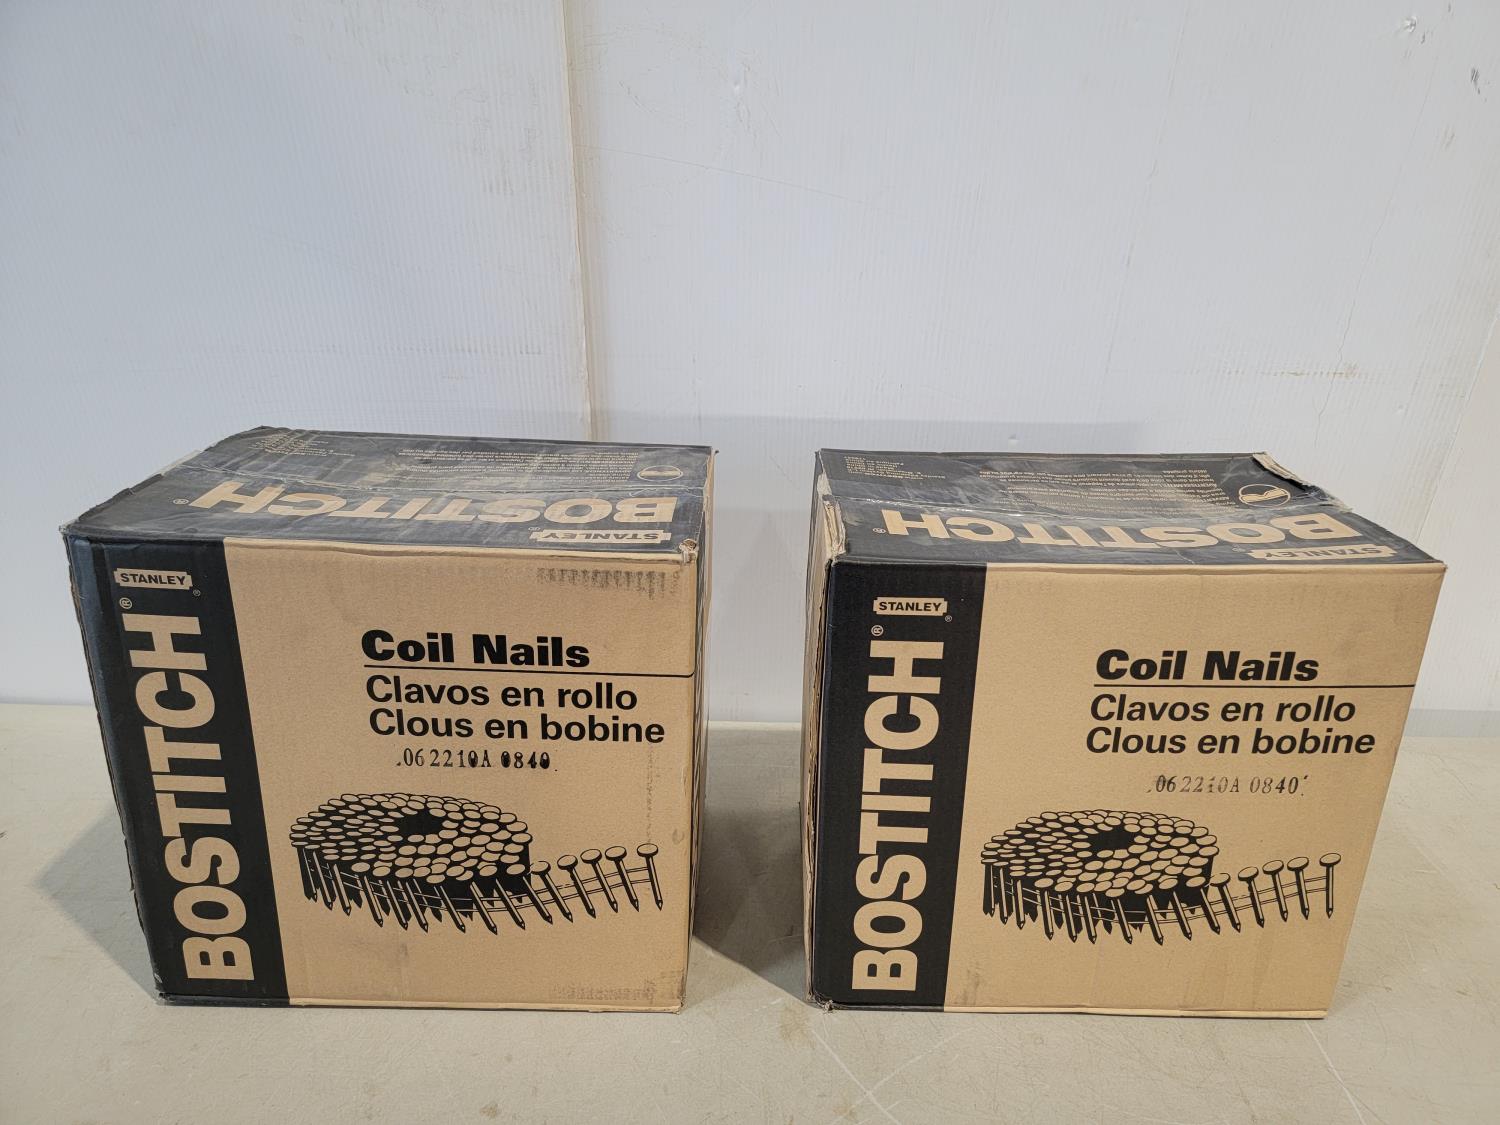 BOSTITCH®
STANLEY
STANLEY®
BOSTITCH®
Coil Nails
Clavos en rollo
Clous en bobine
062210A 0840
BOSTITCH®
STANLEY
STANLEY®
BOSTITCH®
Coil Nails
Clavos en rollo
Clous en bobine
062210A 0840